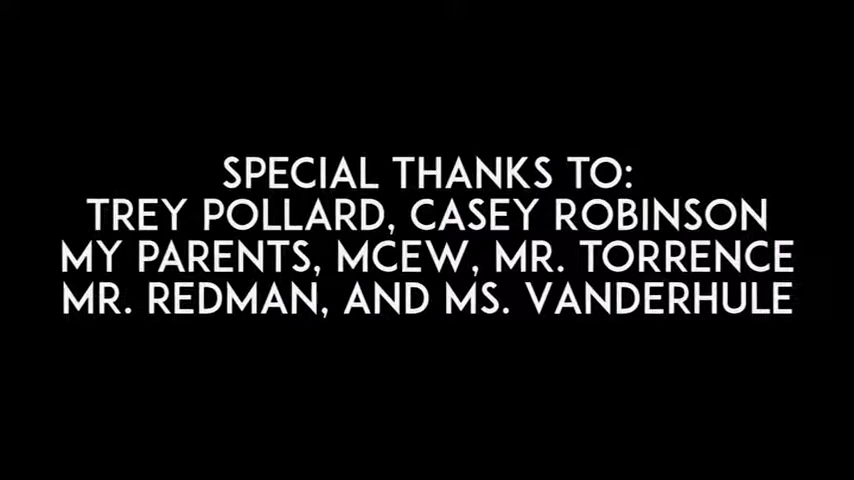 SPECIAL THANKS TO:
TREY POLLARD, CASEY ROBINSON
MY PARENTS, MCEW, MR. TORRENCE
MR. REDMAN, AND MS. VANDERHULE